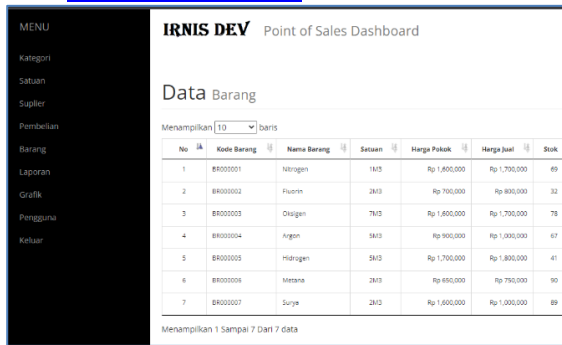 MENU
Kategori
Satuan
Suplier
Pembelian
Barang
Laporan
Grafik
Pengguna
Keluar
IRNIS DEV Point of Sales Dashboard
Data Barang
Menampilkan 10 baris
No Kode Barang Nama Barang Satuan Harga Pokok Harga Jual Stok
1 BR000001 Nitrogen 1M3 Rp 1,600,000 Rp 1,700,000 69
2 BR000002 Fluorin 2M3 Rp 700,000 Rp 800,000 32
3 BR000003 Oksigen 7M3 Rp 1,600,000 Rp 1,700,000 78
4 BR000004 Argon 5M3 Rp 900,000 Rp 1,000,000 67
5 BR000005 Hidrogen 5M3 Rp 1,700,000 Rp 1,800,000 41
6 BR000006 Metana 2M3 Rp 650,000 Rp 750,000 90
7 BR000007 Surya 2M3 Rp 1,600,000 Rp 1,000,000 89
Menampilkan 1 Sampai 7 Dari 7 data